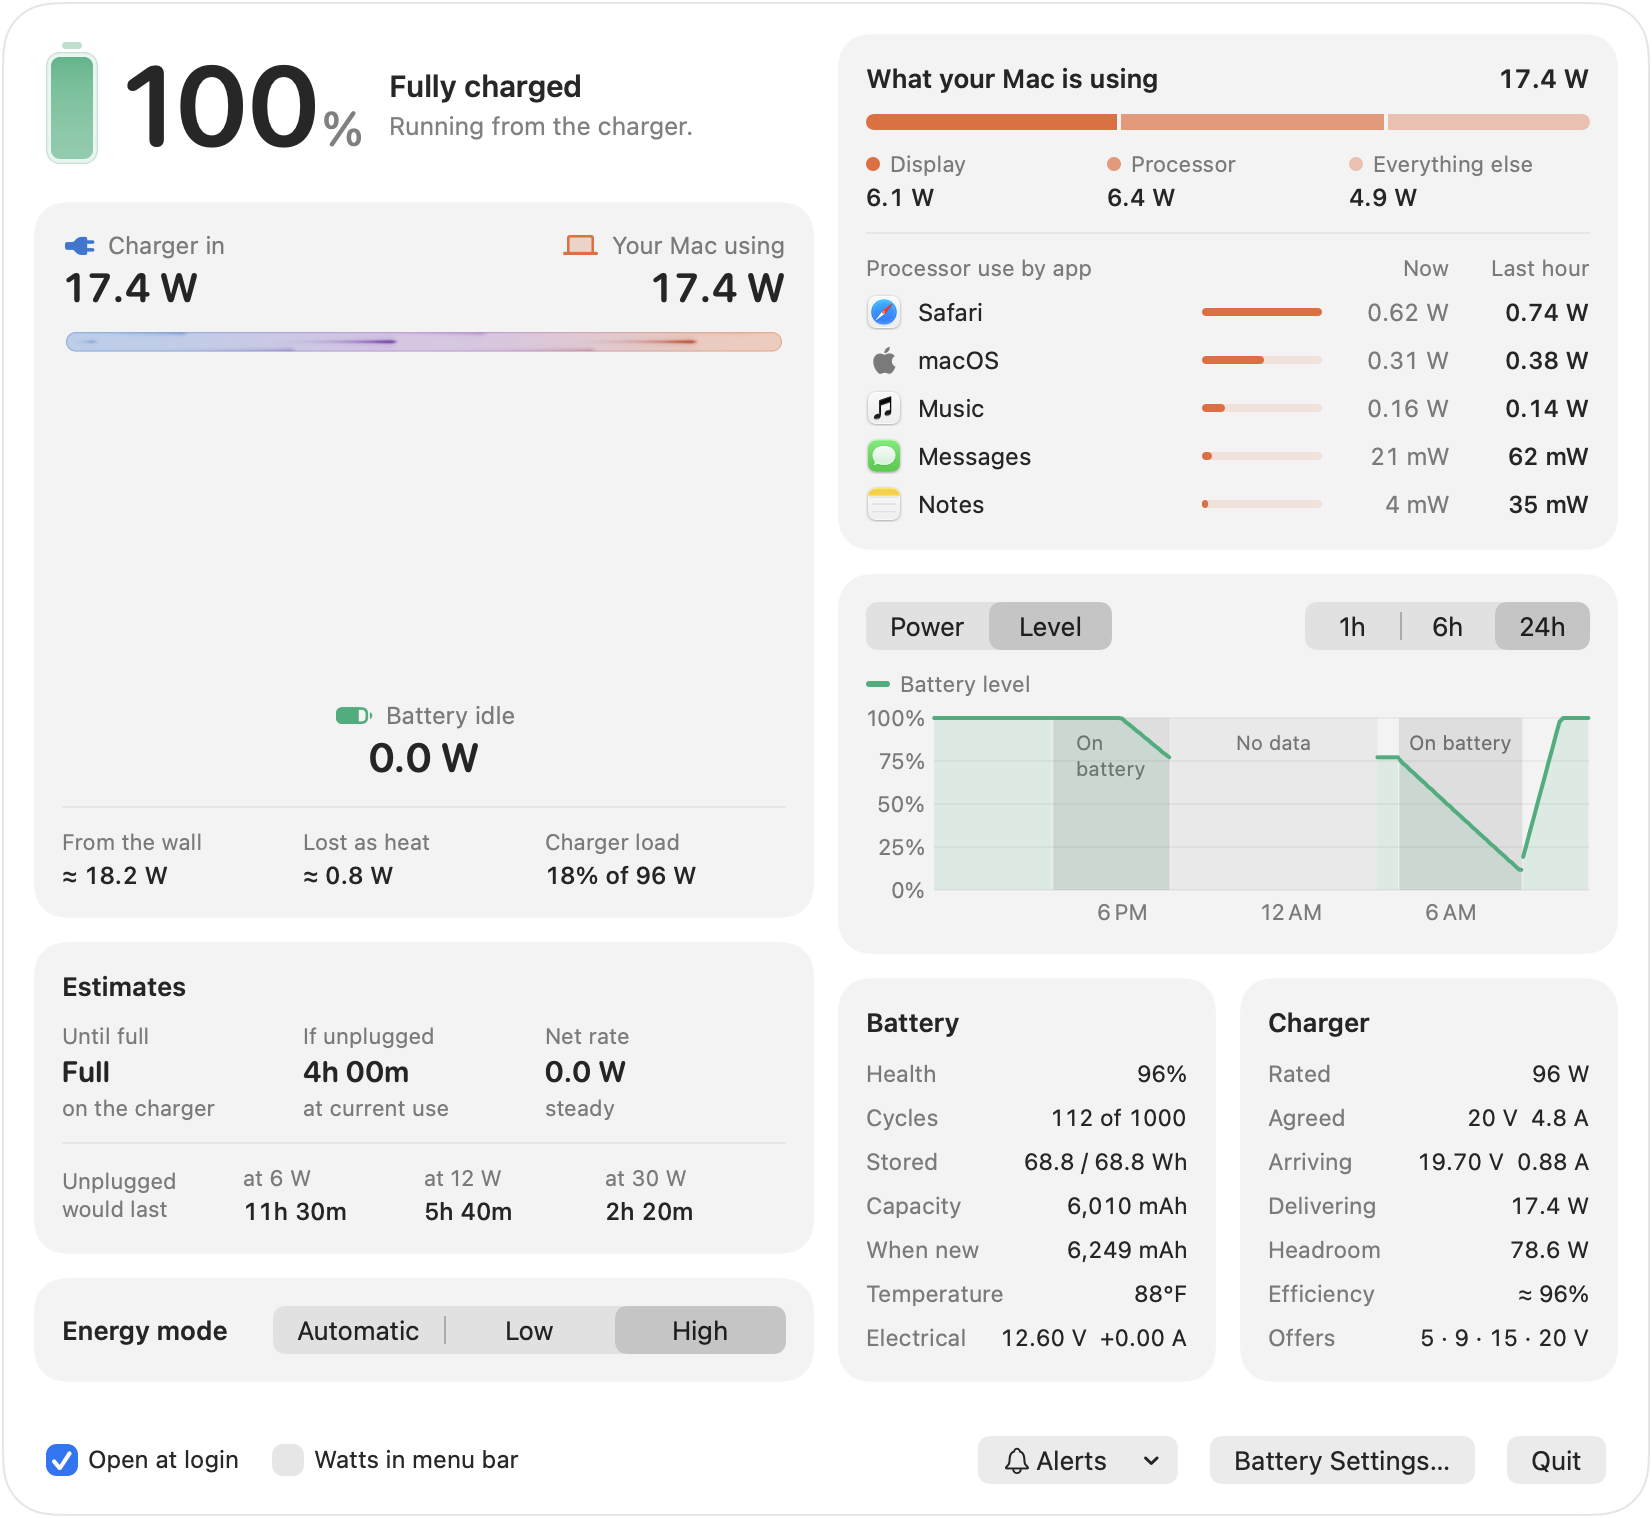 100%
Fully charged
Running from the charger.
Charger in
17.4 W
Your Mac using
17.4 W
Battery idle
0.0 W
From the wall
≈ 18.2 W
Lost as heat
≈ 0.8 W
Charger load
18% of 96 W
Estimates
Until full
Full
on the charger
If unplugged
4h 00m
at current use
Net rate
0.0 W
steady
Unplugged
would last
at 6 W
11h 30m
at 12 W
5h 40m
at 30 W
2h 20m
Energy mode
Automatic
Low
High
Open at login
Watts in menu bar
What your Mac is using
17.4 W
Display
6.1 W
Processor
6.4 W
Everything else
4.9 W
Processor use by app Now Last hour
Safari 0.62 W 0.74 W
macOS 0.31 W 0.38 W
Music 0.16 W 0.14 W
Messages 21 mW 62 mW
Notes 4 mW 35 mW
Power Level
1h 6h 24h
Battery level
100%
75%
50%
25%
0%
On
battery
No data
On battery
6 PM
12 AM
6 AM
Battery
Health 96%
Cycles 112 of 1000
Stored 68.8 / 68.8 Wh
Capacity 6,010 mAh
When new 6,249 mAh
Temperature 88°F
Electrical 12.60 V +0.00 A
Charger
Rated 96 W
Agreed 20 V 4.8 A
Arriving 19.70 V 0.88 A
Delivering 17.4 W
Headroom 78.6 W
Efficiency ≈ 96%
Offers 5 · 9 · 15 · 20 V
Alerts
Battery Settings...
Quit